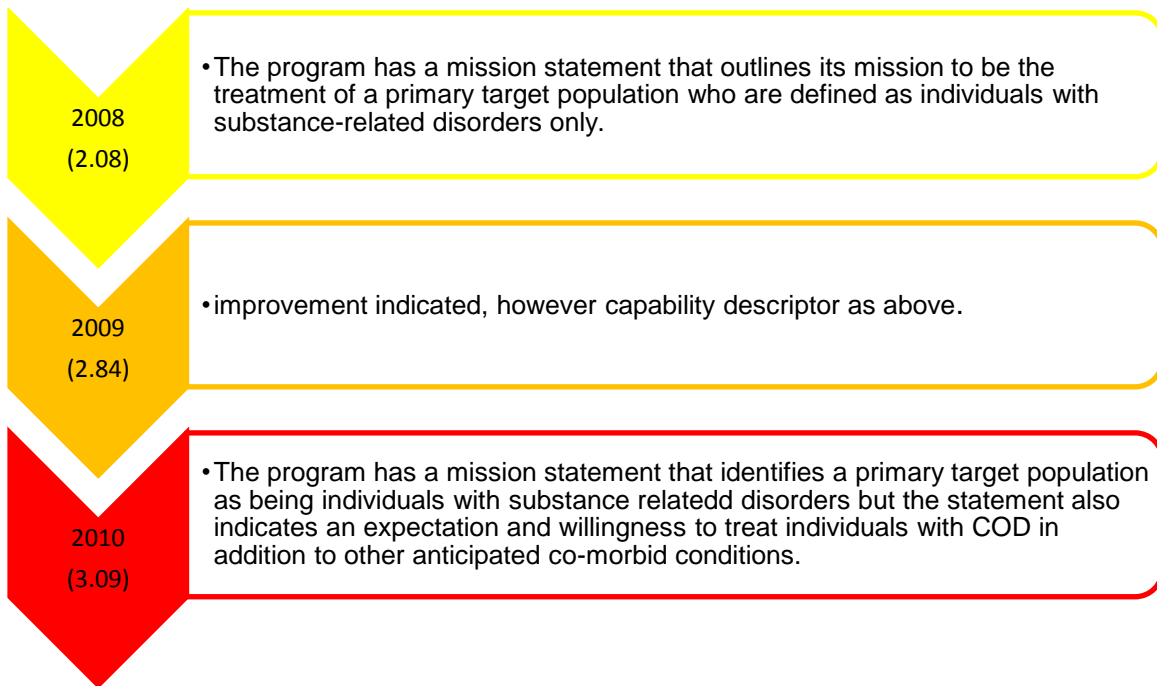 2008
(2.08)
•The program has a mission statement that outlines its mission to be the
treatment of a primary target population who are defined as individuals with
substance-related disorders only.
2009
(2.84)
•improvement indicated, however capability descriptor as above.
2010
(3.09)
•The program has a mission statement that identifies a primary target population
as being individuals with substance relatedd disorders but the statement also
indicates an expectation and willingness to treat individuals with COD in
addition to other anticipated co-morbid conditions.